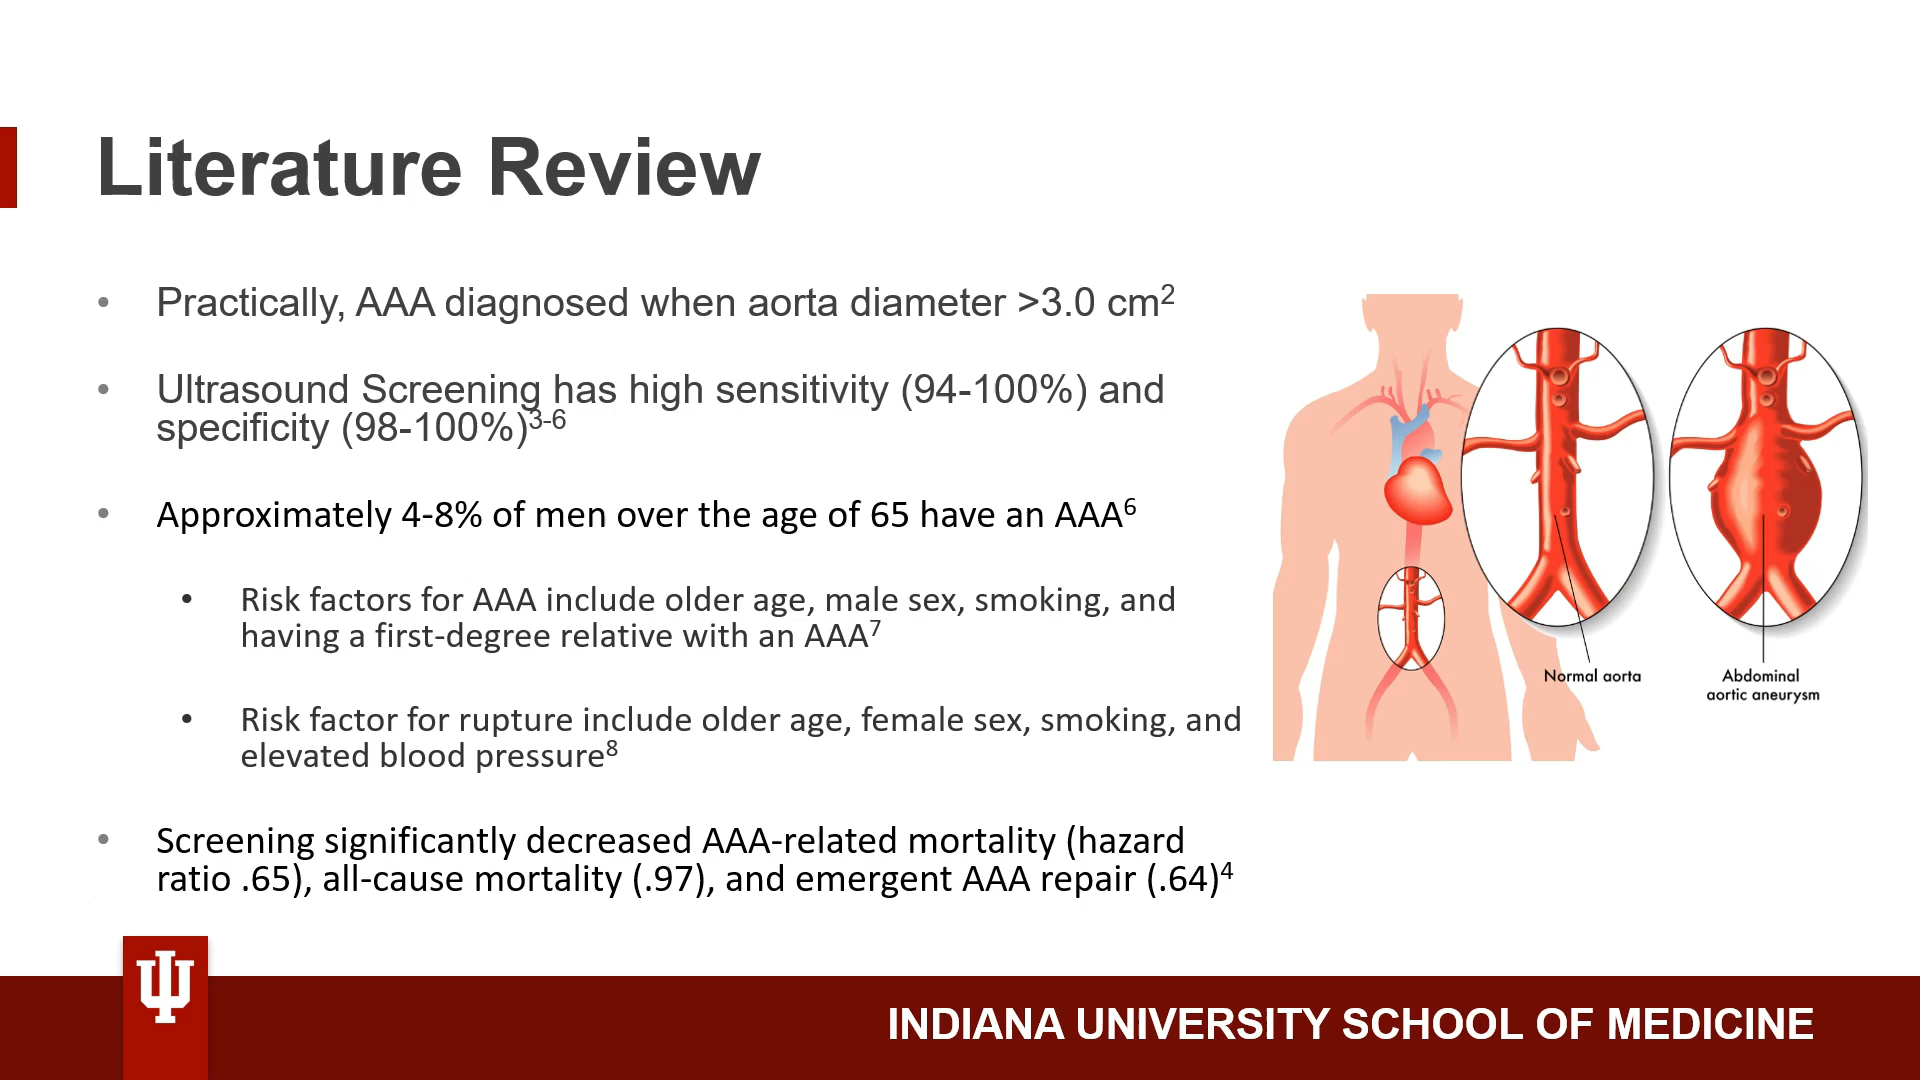 Literature Review
• Practically, AAA diagnosed when aorta diameter >3.0 cm²
• Ultrasound Screening has high sensitivity (94-100%) and
specificity (98-100%)³⁻⁶
• Approximately 4-8% of men over the age of 65 have an AAA⁶
• Risk factors for AAA include older age, male sex, smoking, and
having a first-degree relative with an AAA⁷
• Risk factor for rupture include older age, female sex, smoking, and
elevated blood pressure⁸
• Screening significantly decreased AAA-related mortality (hazard
ratio .65), all-cause mortality (.97), and emergent AAA repair (.64)⁴
Normal aorta
Abdominal
aortic aneurysm
INDIANA UNIVERSITY SCHOOL OF MEDICINE